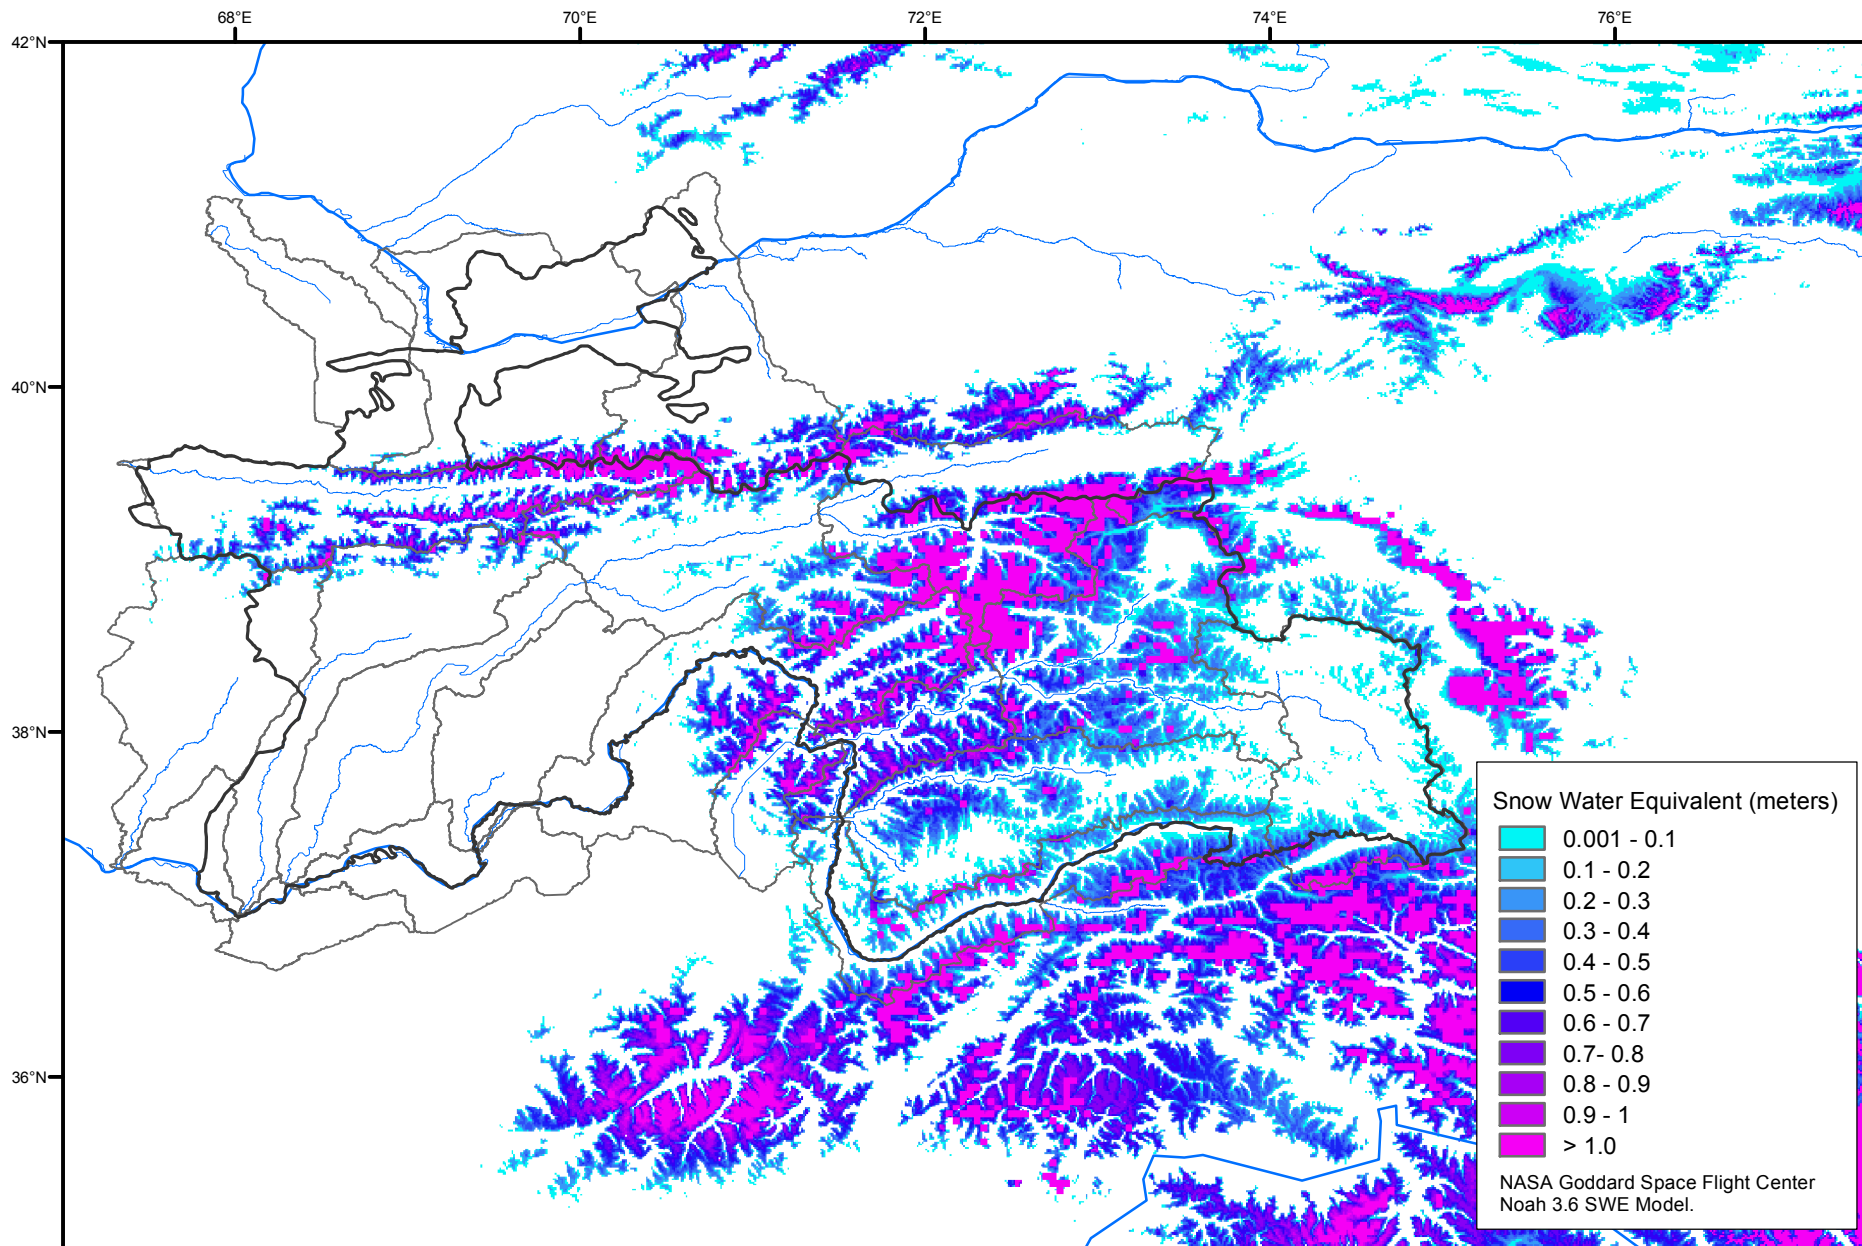 68°E
70°E
72°E
74°E
76°E
42°N
40°N
38°N
36°N
Snow Water Equivalent (meters)
0.001 - 0.1
0.1 - 0.2
0.2 - 0.3
0.3 - 0.4
0.4 - 0.5
0.5 - 0.6
0.6 - 0.7
0.7- 0.8
0.8 - 0.9
0.9 - 1
> 1.0
NASA Goddard Space Flight Center
Noah 3.6 SWE Model.